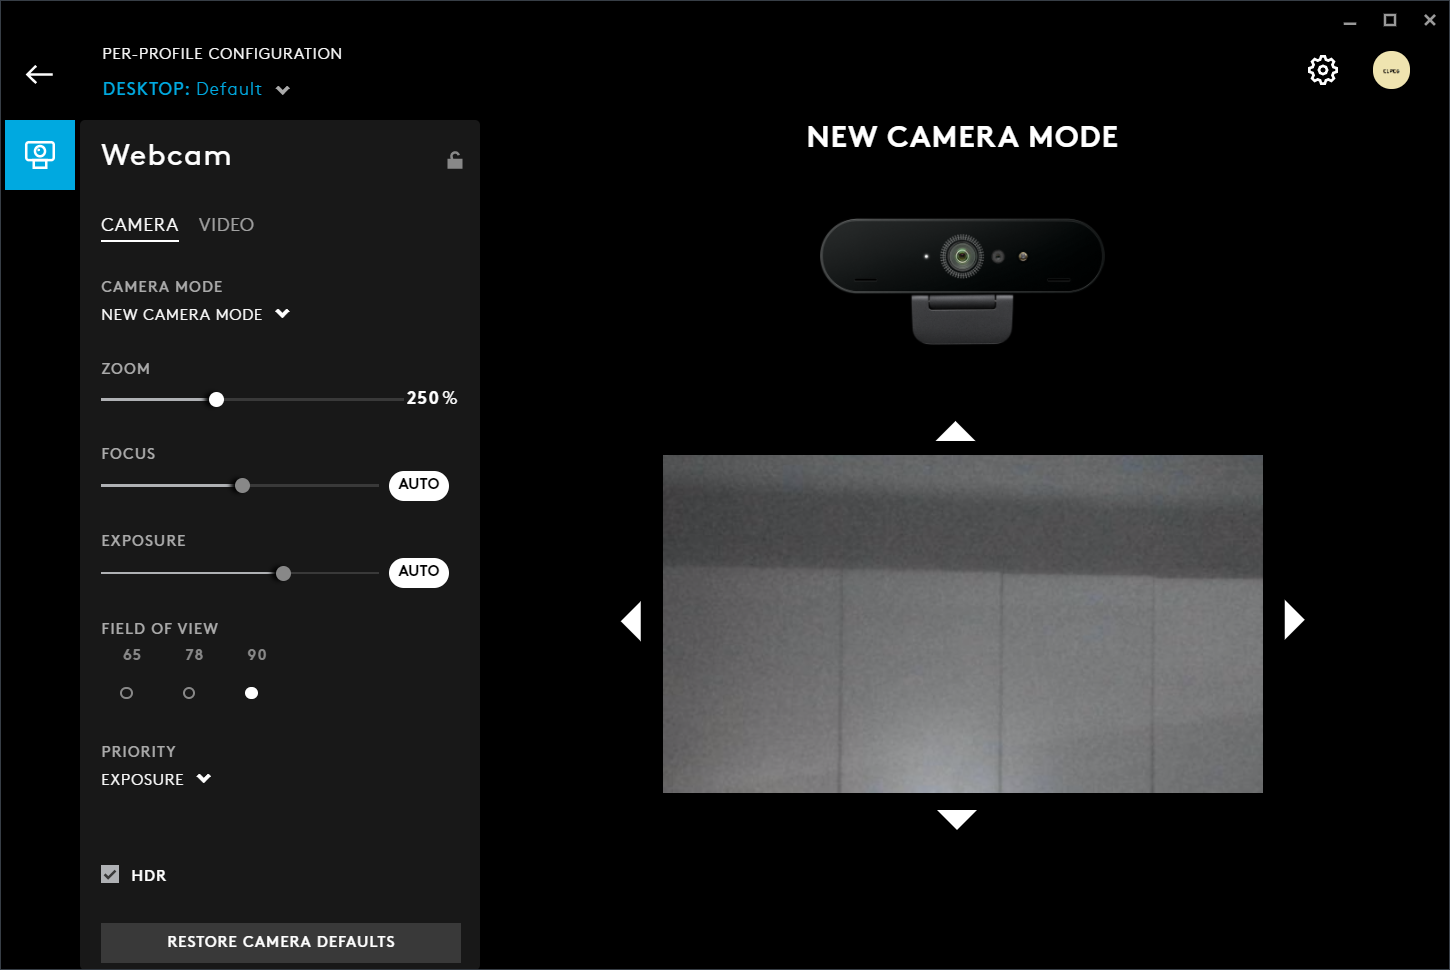 PER-PROFILE CONFIGURATION
DESKTOP: Default
Webcam
CAMERA VIDEO
CAMERA MODE
NEW CAMERA MODE
ZOOM
250 %
FOCUS
AUTO
EXPOSURE
AUTO
FIELD OF VIEW
65 78 90
PRIORITY
EXPOSURE
HDR
RESTORE CAMERA DEFAULTS
NEW CAMERA MODE